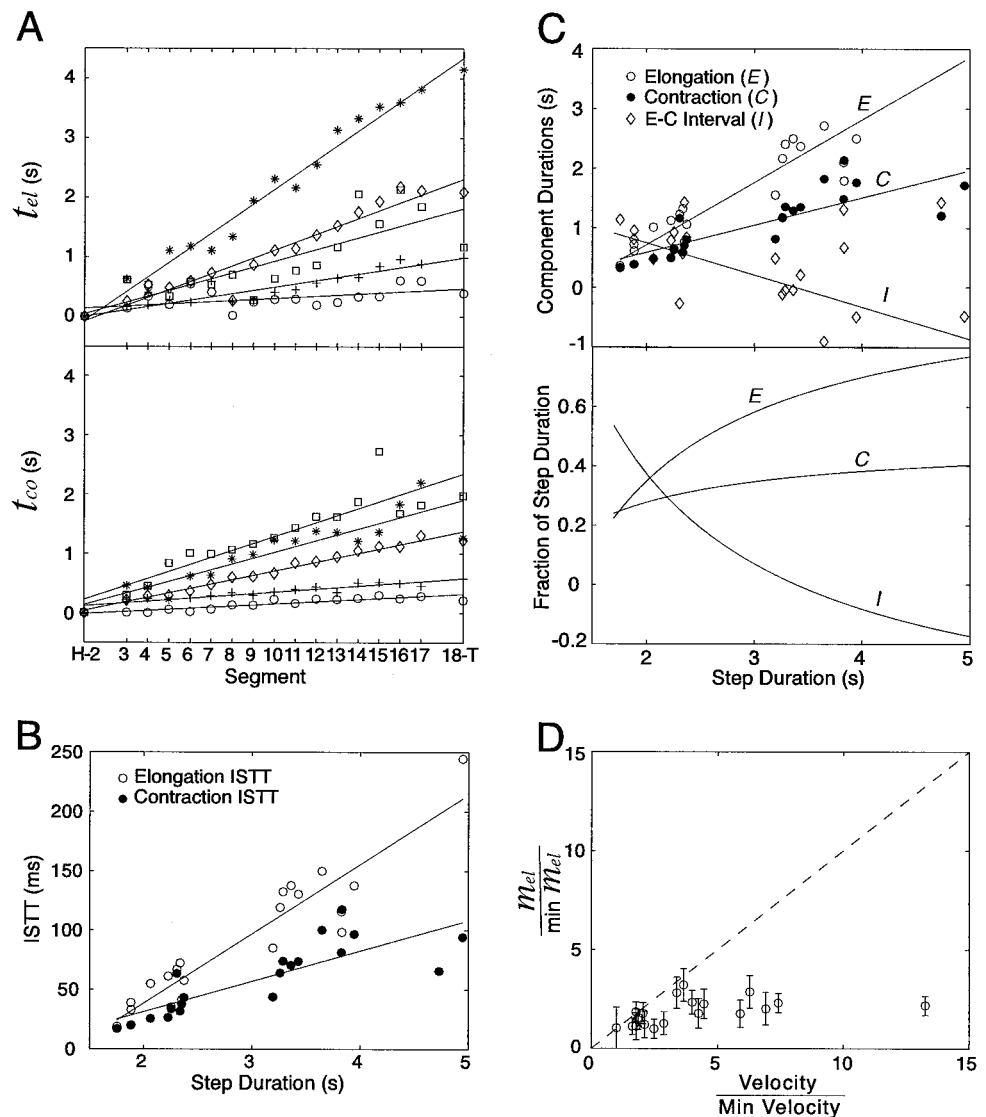 A
4
3
2
1
0
t_el (s)
4
3
2
1
0
t_co (s)
H-2 3 4 5 6 7 8 9 10 11 12 13 14 15 16 17 18-T
Segment
B
250
200
150
100
50
0
ISTT (ms)
Elongation ISTT
Contraction ISTT
2 3 4 5
Step Duration (s)
C
4
3
2
1
0
-1
Component Durations (s)
Elongation (E)
Contraction (C)
E-C Interval (I)
E
C
I
0.6
0.4
0.2
0
-0.2
Fraction of Step Duration
E
C
I
2 3 4 5
Step Duration (s)
D
15
10
5
0
m_el
min m_el
0 5 10 15
Velocity
Min Velocity